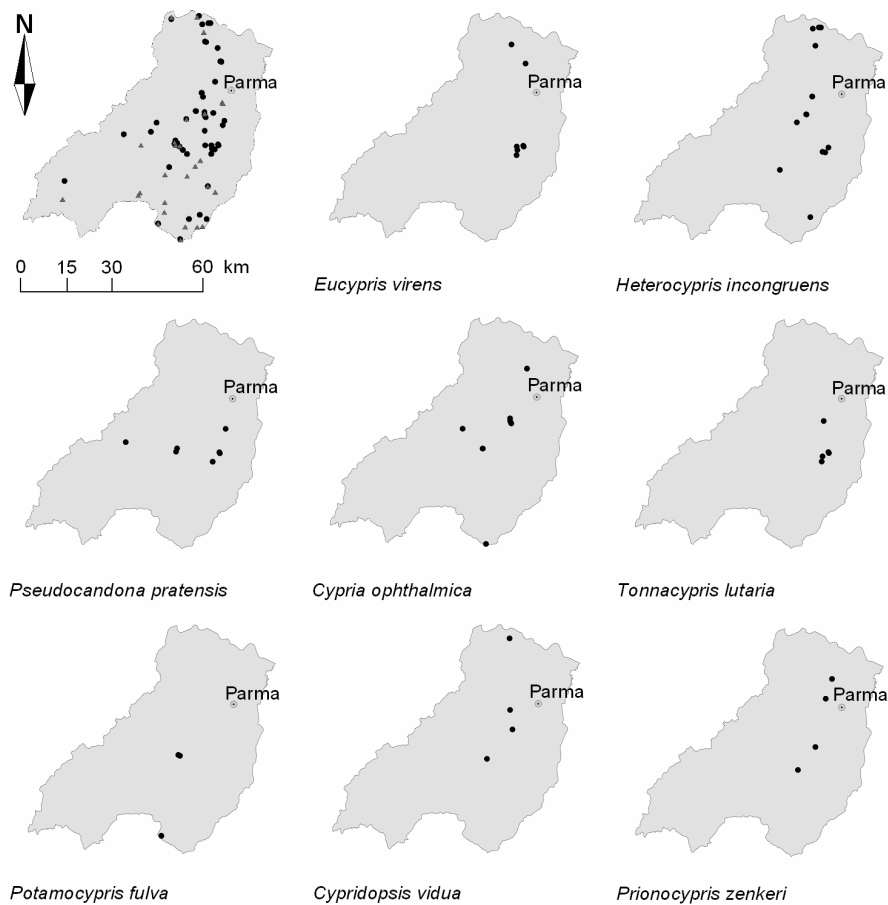 N
Parma
Parma
Parma
0 15 30 60 km
Eucypris virens
Heterocypris incongruens
Parma
Parma
Parma
Pseudocandona pratensis
Cypria ophthalmica
Tonnacypris lutaria
Parma
Parma
Parma
Potamocypris fulva
Cypridopsis vidua
Prionocypris zenkeri